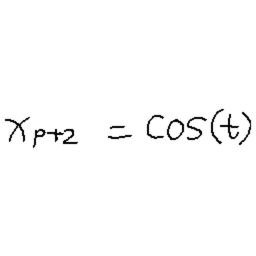 x_{p+2} = cos(t)